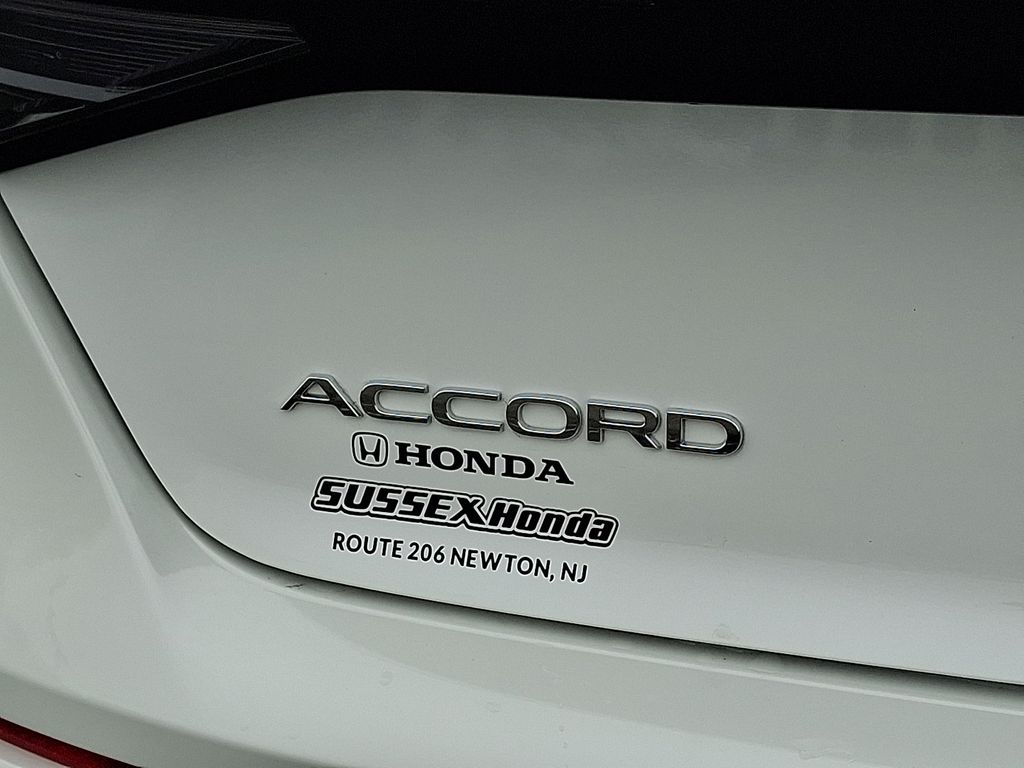 ACCORD
HONDA
SUSSEX Honda
ROUTE 206 NEWTON, NJ